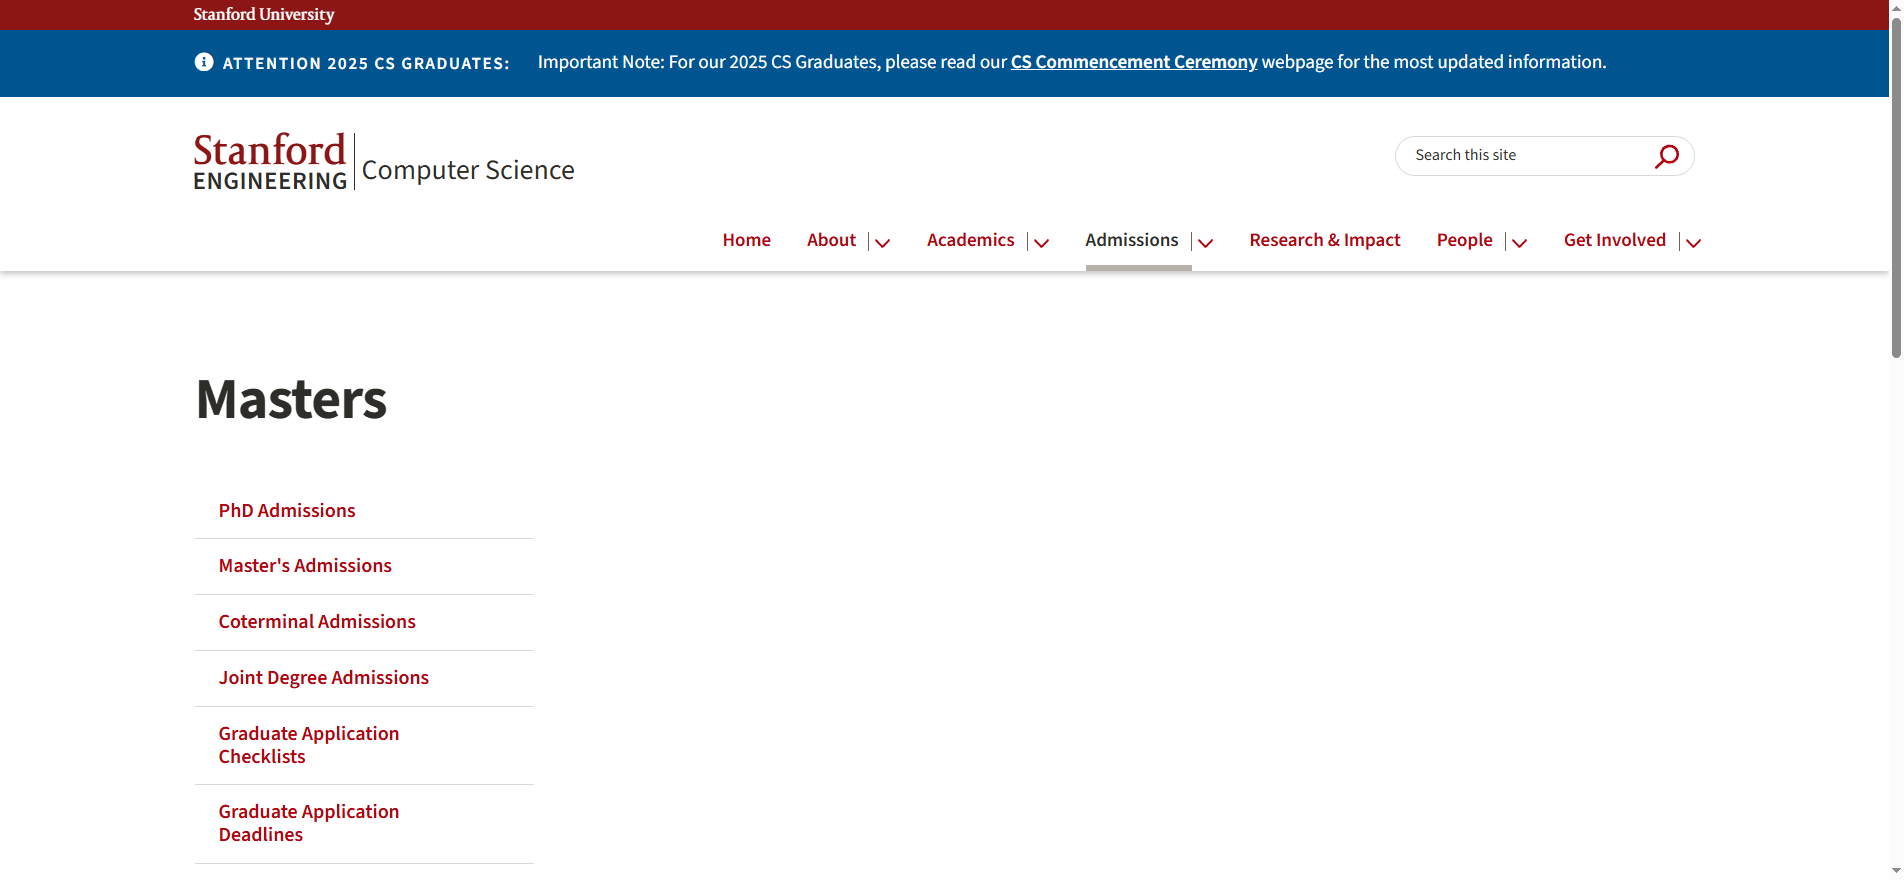 Stanford University
ATTENTION 2025 CS GRADUATES: Important Note: For our 2025 CS Graduates, please read our CS Commencement Ceremony webpage for the most updated information.
Stanford
ENGINEERING
Computer Science
Search this site
Home About Academics Admissions Research & Impact People Get Involved
Masters
PhD Admissions
Master's Admissions
Coterminal Admissions
Joint Degree Admissions
Graduate Application
Checklists
Graduate Application
Deadlines